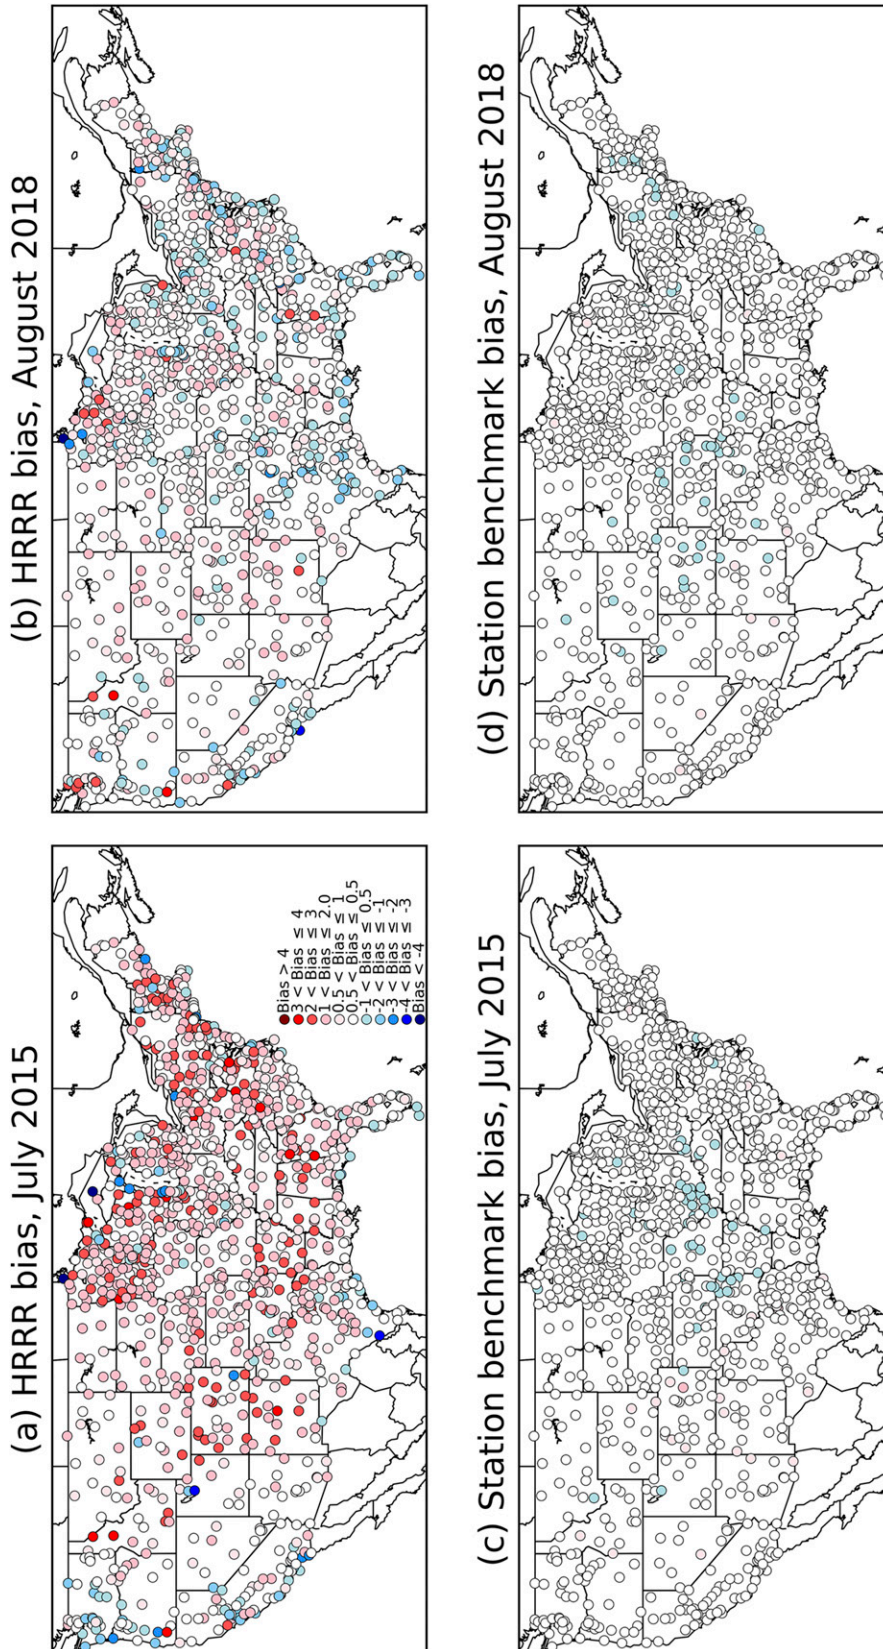 (a) HRRR bias, July 2015
Bias > 4
3 < Bias ≤ 4
2 < Bias ≤ 3
1 < Bias ≤ 2.0
0.5 < Bias ≤ 1
0.5 < Bias ≤ 0.5
-1 < Bias ≤ 0.5
-2 < Bias ≤ -1
-3 < Bias ≤ -2
-4 < Bias ≤ -3
Bias < -4
(b) HRRR bias, August 2018
(c) Station benchmark bias, July 2015
(d) Station benchmark bias, August 2018